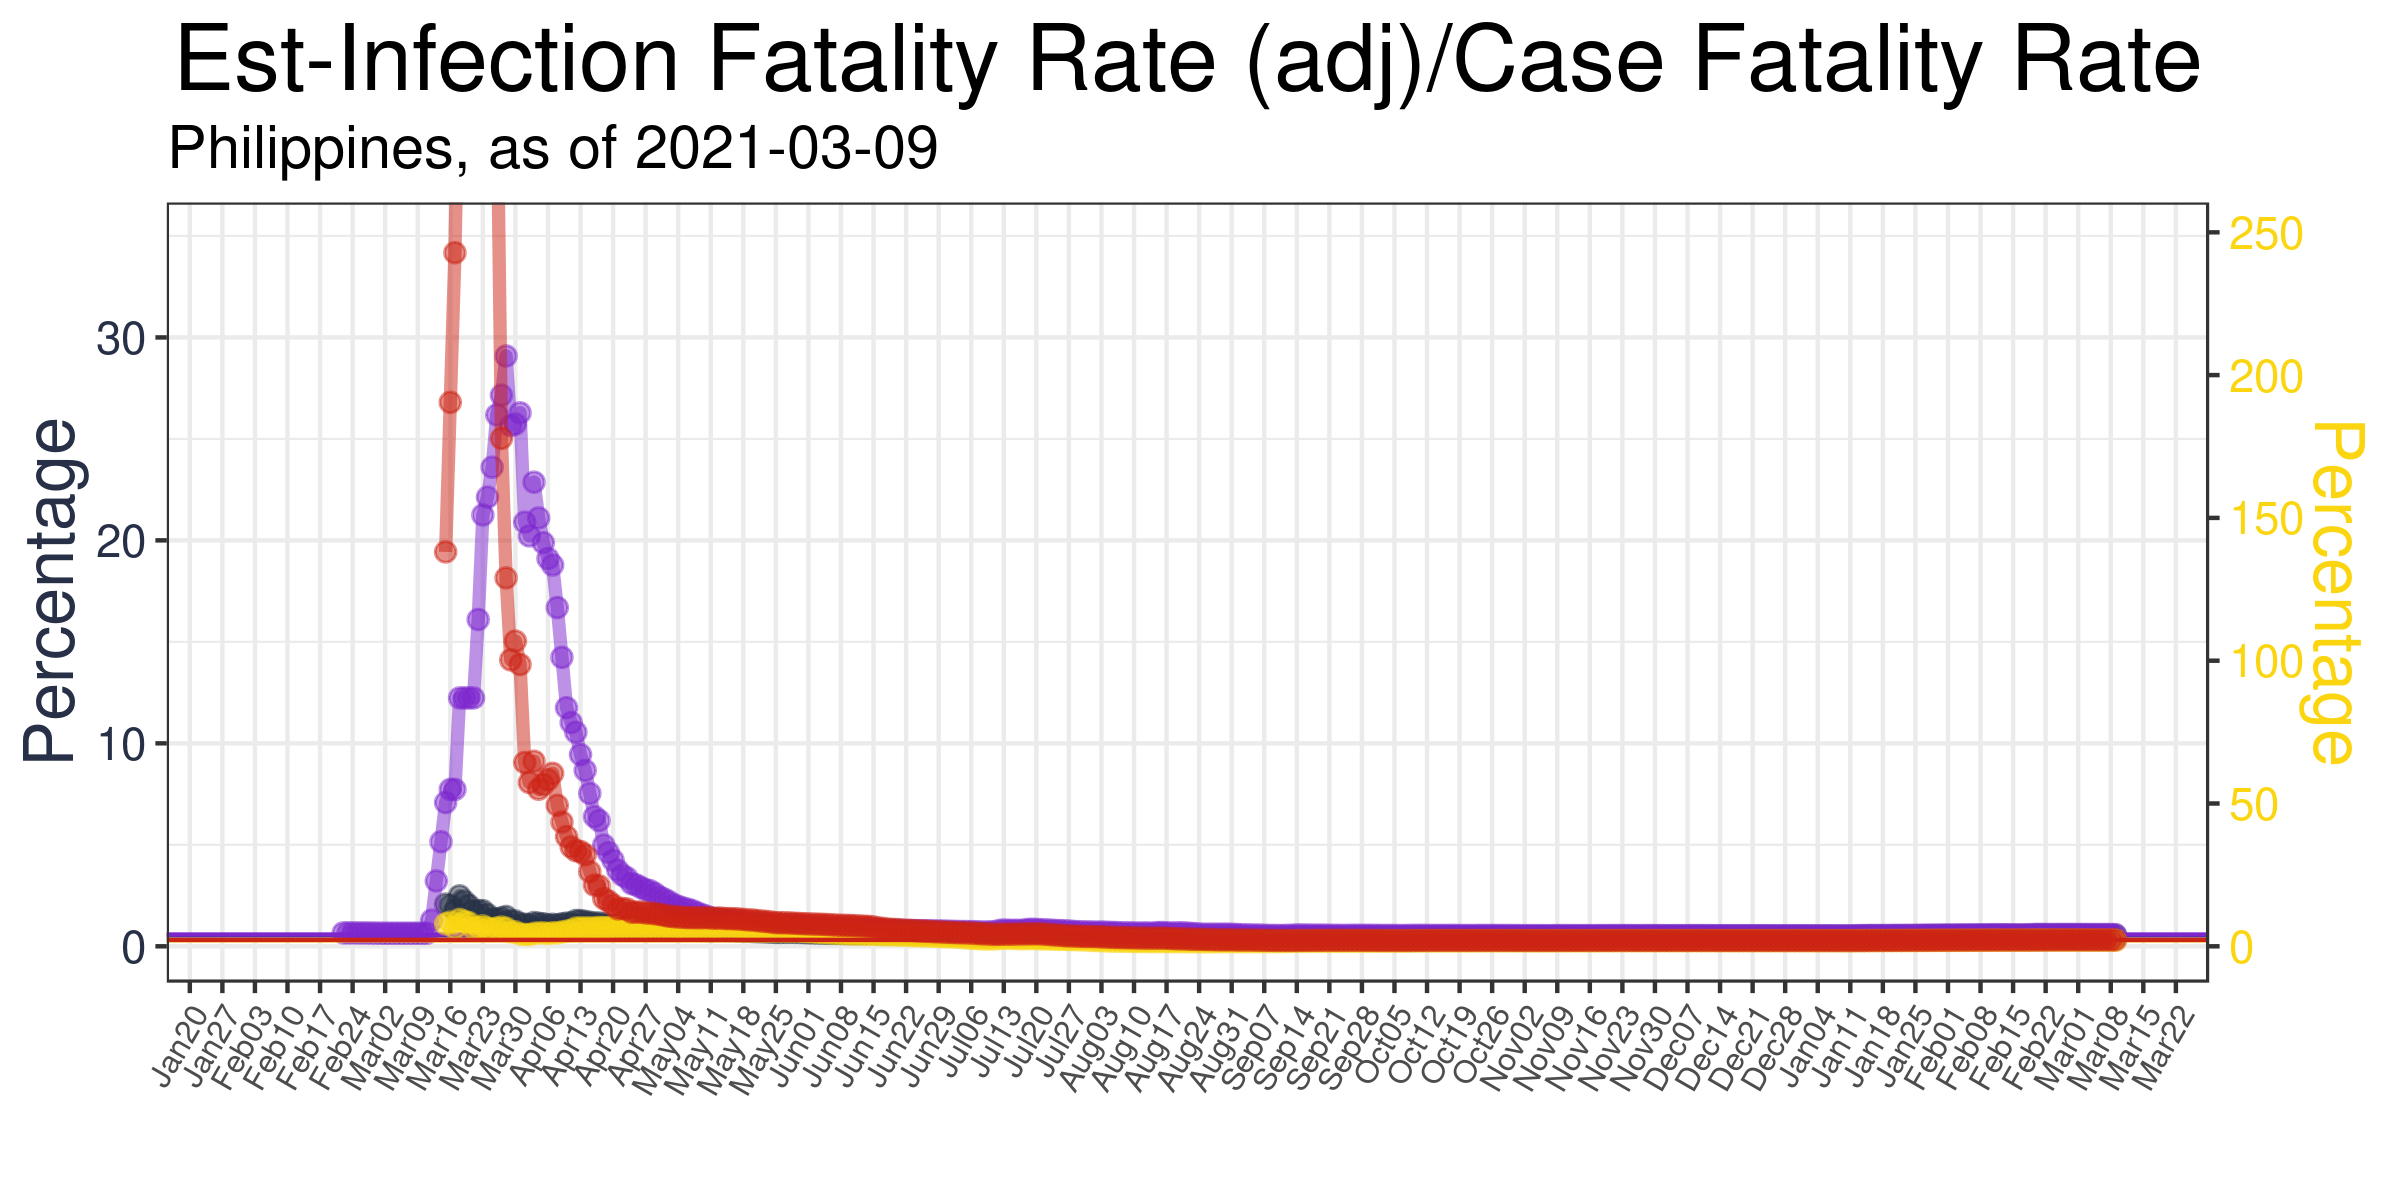 Est-Infection Fatality Rate (adj)/Case Fatality Rate
Philippines, as of 2021-03-09
Percentage
30
20
10
0
250
200
150
100
50
0
Percentage
Jan20
Jan27
Feb03
Feb10
Feb17
Feb24
Mar02
Mar09
Mar16
Mar23
Mar30
Apr06
Apr13
Apr20
Apr27
May04
May11
May18
May25
Jun01
Jun08
Jun15
Jun22
Jun29
Jul06
Jul13
Jul20
Jul27
Aug03
Aug10
Aug17
Aug24
Aug31
Sep07
Sep14
Sep21
Sep28
Oct05
Oct12
Oct19
Oct26
Nov02
Nov09
Nov16
Nov23
Nov30
Dec07
Dec14
Dec21
Dec28
Jan04
Jan11
Jan18
Jan25
Feb01
Feb08
Feb15
Feb22
Mar01
Mar08
Mar15
Mar22